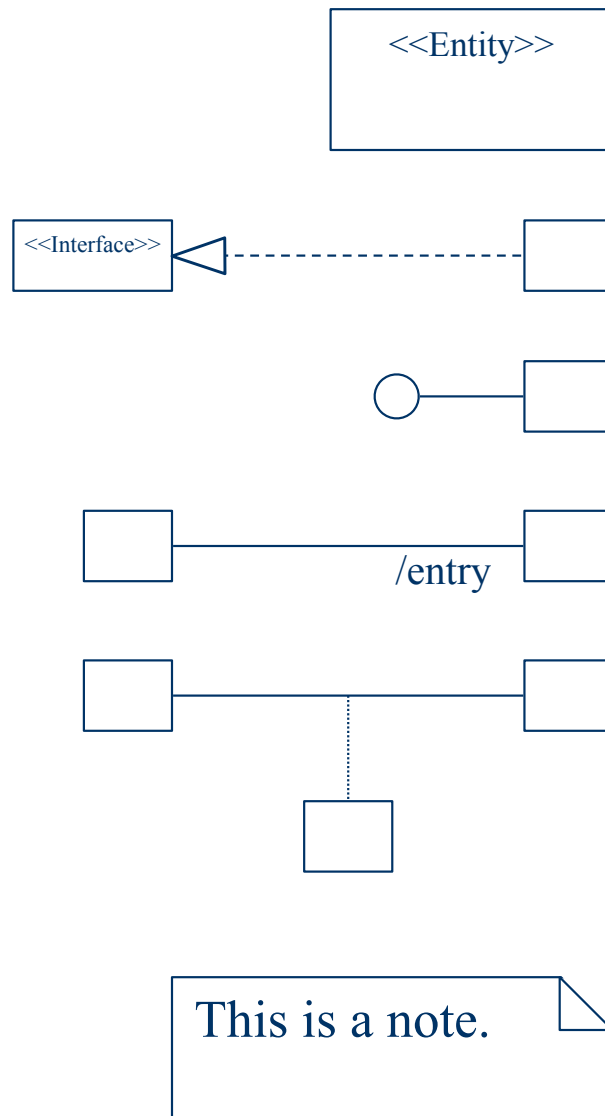 <<Entity>>
<<Interface>>
/entry
This is a note.